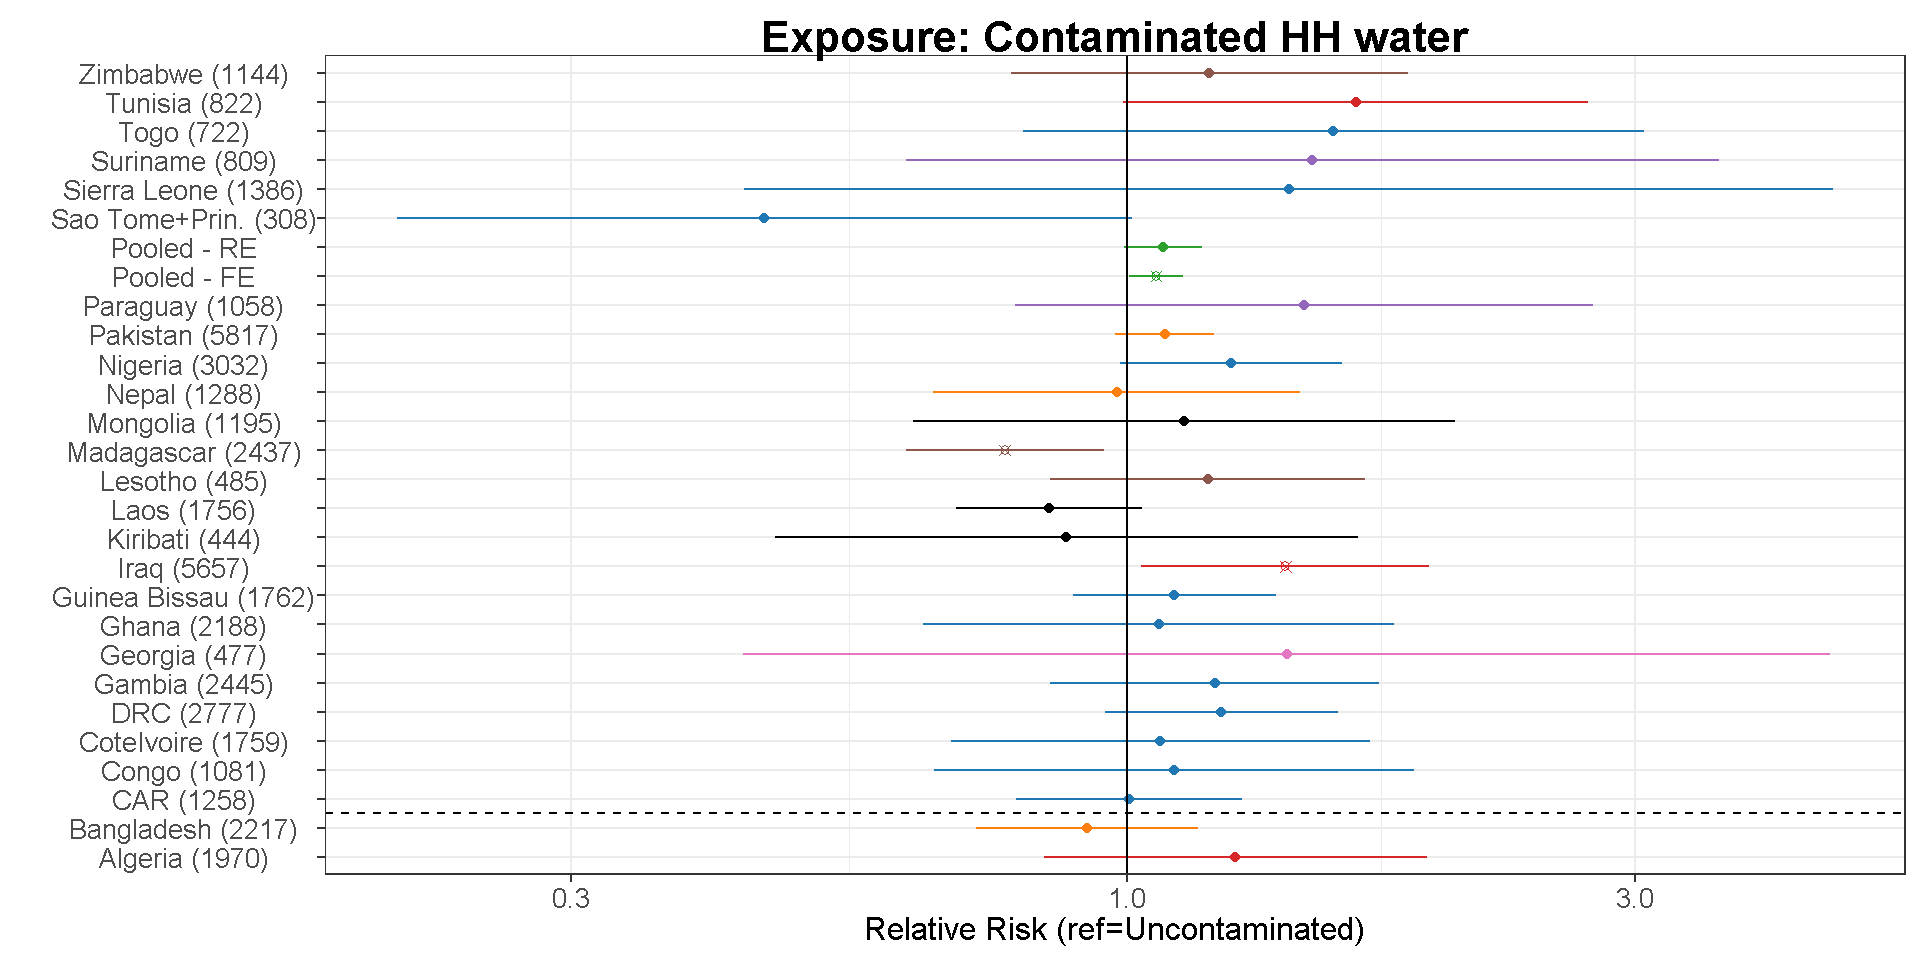 Exposure: Contaminated HH water
Zimbabwe (1144)
Tunisia (822)
Togo (722)
Suriname (809)
Sierra Leone (1386)
Sao Tome+Prin. (308)
Pooled - RE
Pooled - FE
Paraguay (1058)
Pakistan (5817)
Nigeria (3032)
Nepal (1288)
Mongolia (1195)
Madagascar (2437)
Lesotho (485)
Laos (1756)
Kiribati (444)
Iraq (5657)
Guinea Bissau (1762)
Ghana (2188)
Georgia (477)
Gambia (2445)
DRC (2777)
CoteIvoire (1759)
Congo (1081)
CAR (1258)
Bangladesh (2217)
Algeria (1970)
0.3 1.0 3.0
Relative Risk (ref=Uncontaminated)